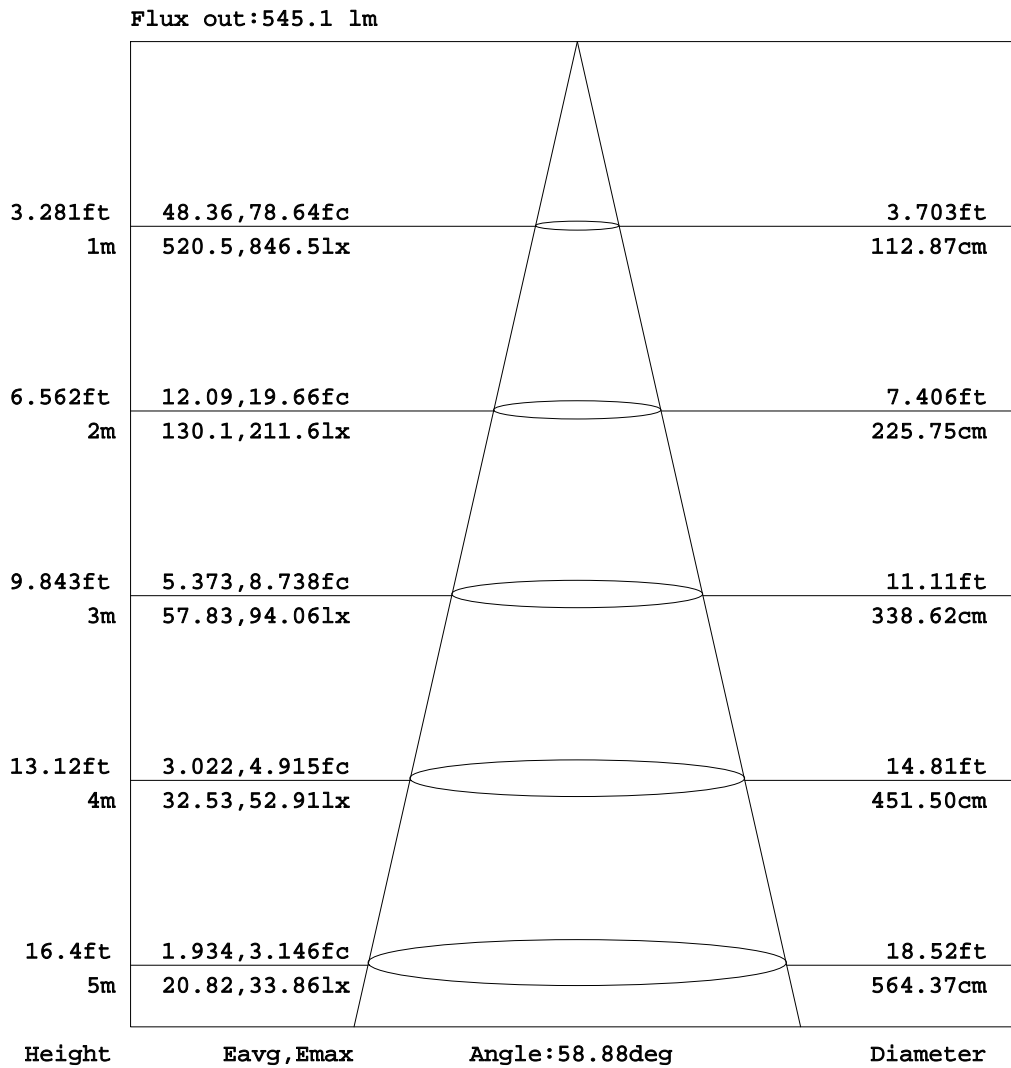 Flux out:545.1 lm
3.281ft 48.36,78.64fc 3.703ft
1m 520.5,846.5lx 112.87cm
6.562ft 12.09,19.66fc 7.406ft
2m 130.1,211.6lx 225.75cm
9.843ft 5.373,8.738fc 11.11ft
3m 57.83,94.06lx 338.62cm
13.12ft 3.022,4.915fc 14.81ft
4m 32.53,52.91lx 451.50cm
16.4ft 1.934,3.146fc 18.52ft
5m 20.82,33.86lx 564.37cm
Height Eavg,Emax Angle:58.88deg Diameter